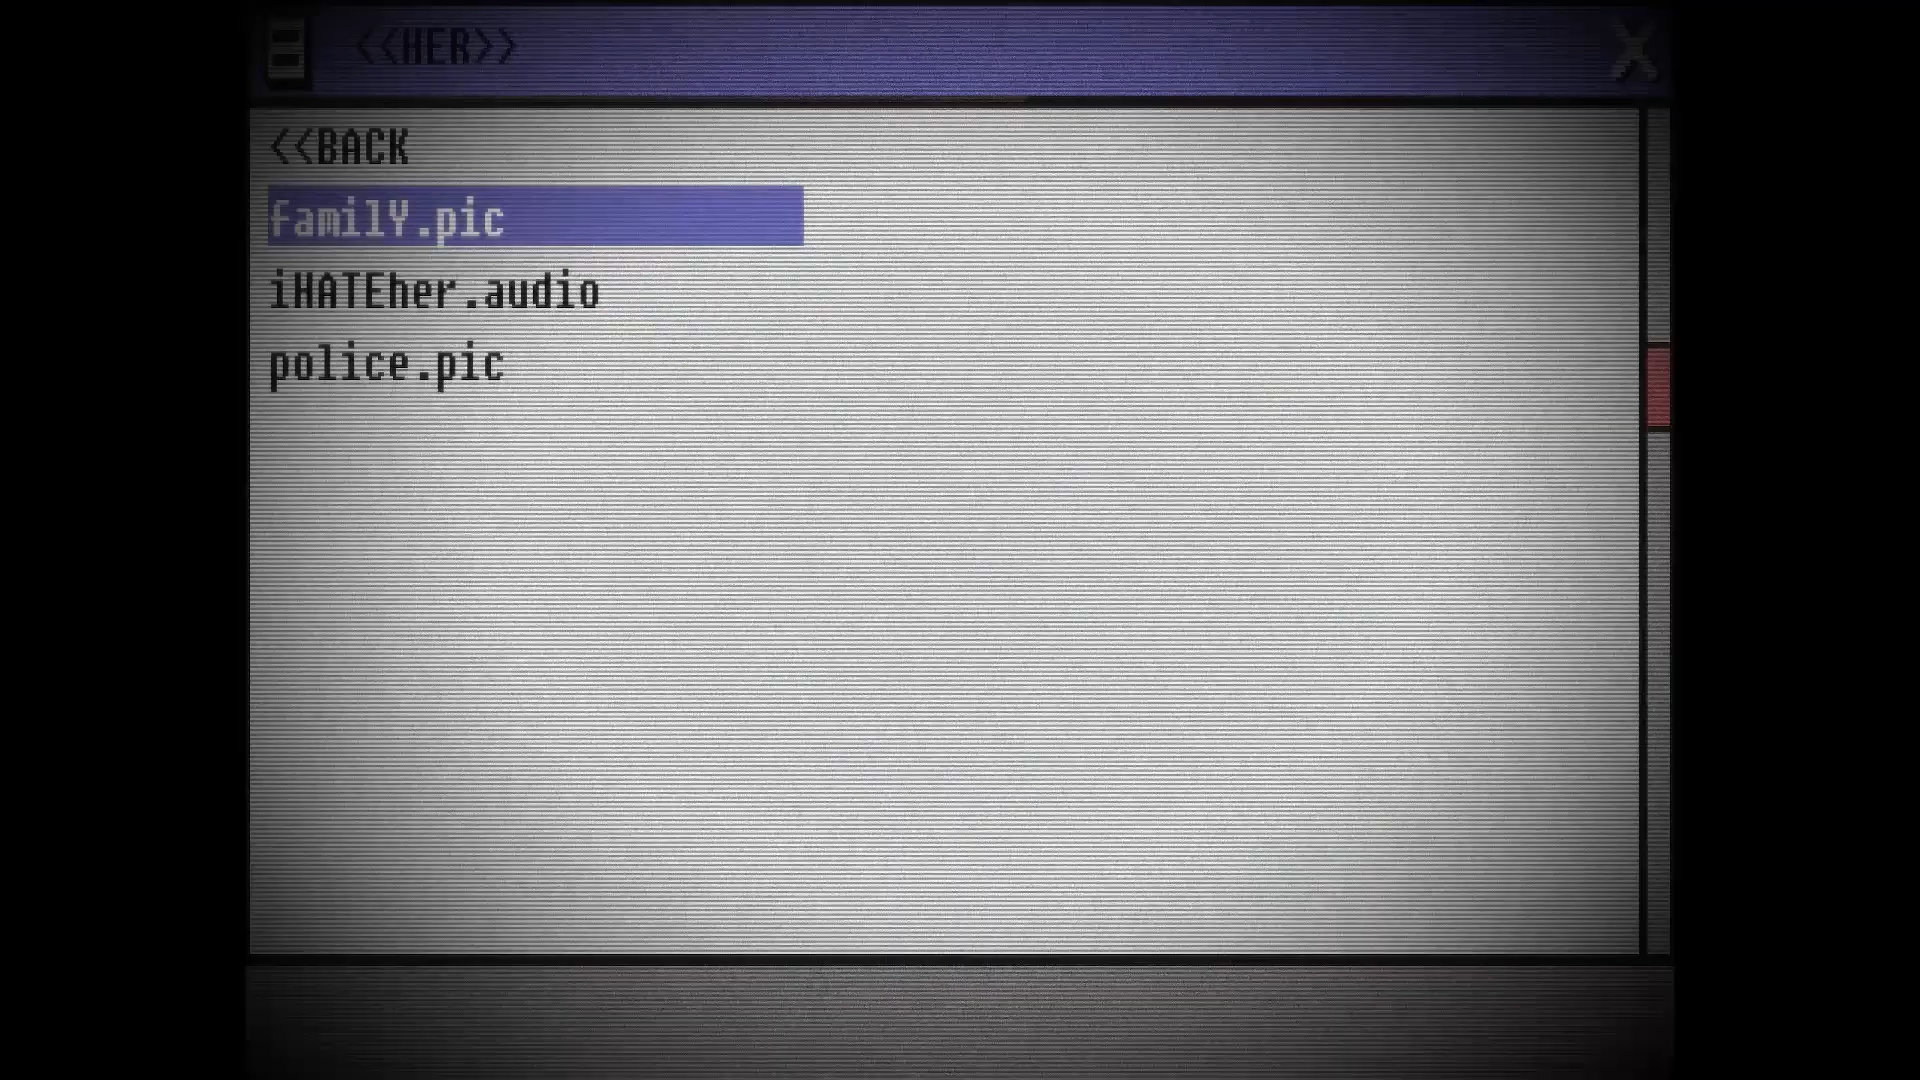 <<HER>>
<<BACK
familY.pic
iHATEher.audio
police.pic